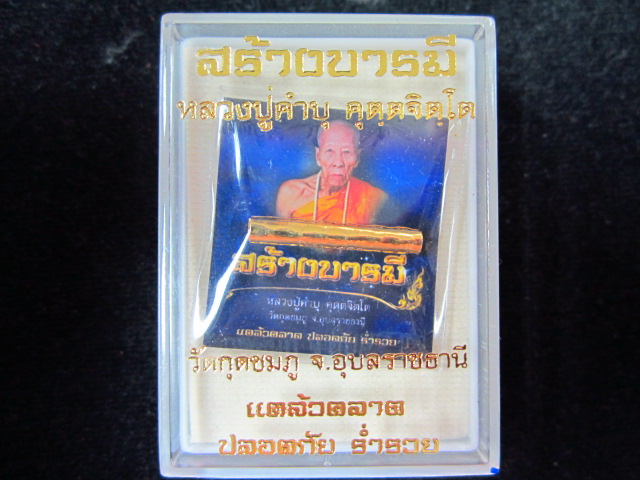 สร้างบารมี
หลวงปู่คำบุ คุตฺตจิตฺโต
สร้างบารมี
หลวงปู่คำบุ คุตตจิตโต
วัดกุดชมภู จ.อุบลราชธานี
แคล้วคลาด ปลอดภัย ร่ำรวย
วัดกุดชมภู จ.อุบลราชธานี
แคล้วคลาด
ปลอดภัย ร่ำรวย